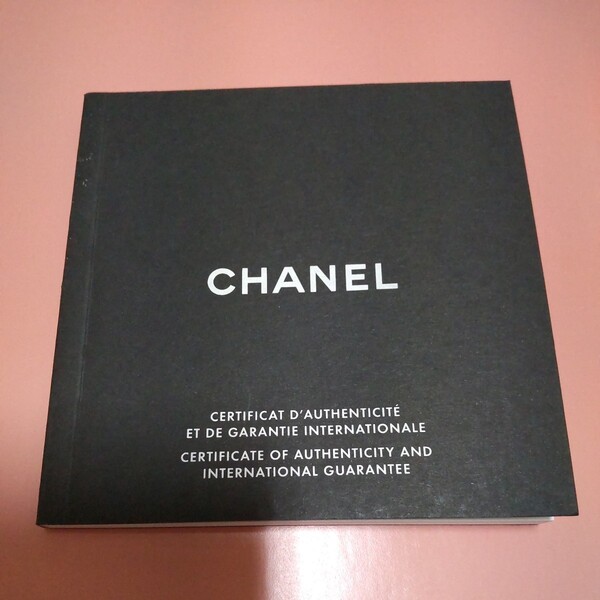 CHANEL
CERTIFICAT D'AUTHENTICITÉ
ET DE GARANTIE INTERNATIONALE
CERTIFICATE OF AUTHENTICITY AND
INTERNATIONAL GUARANTEE